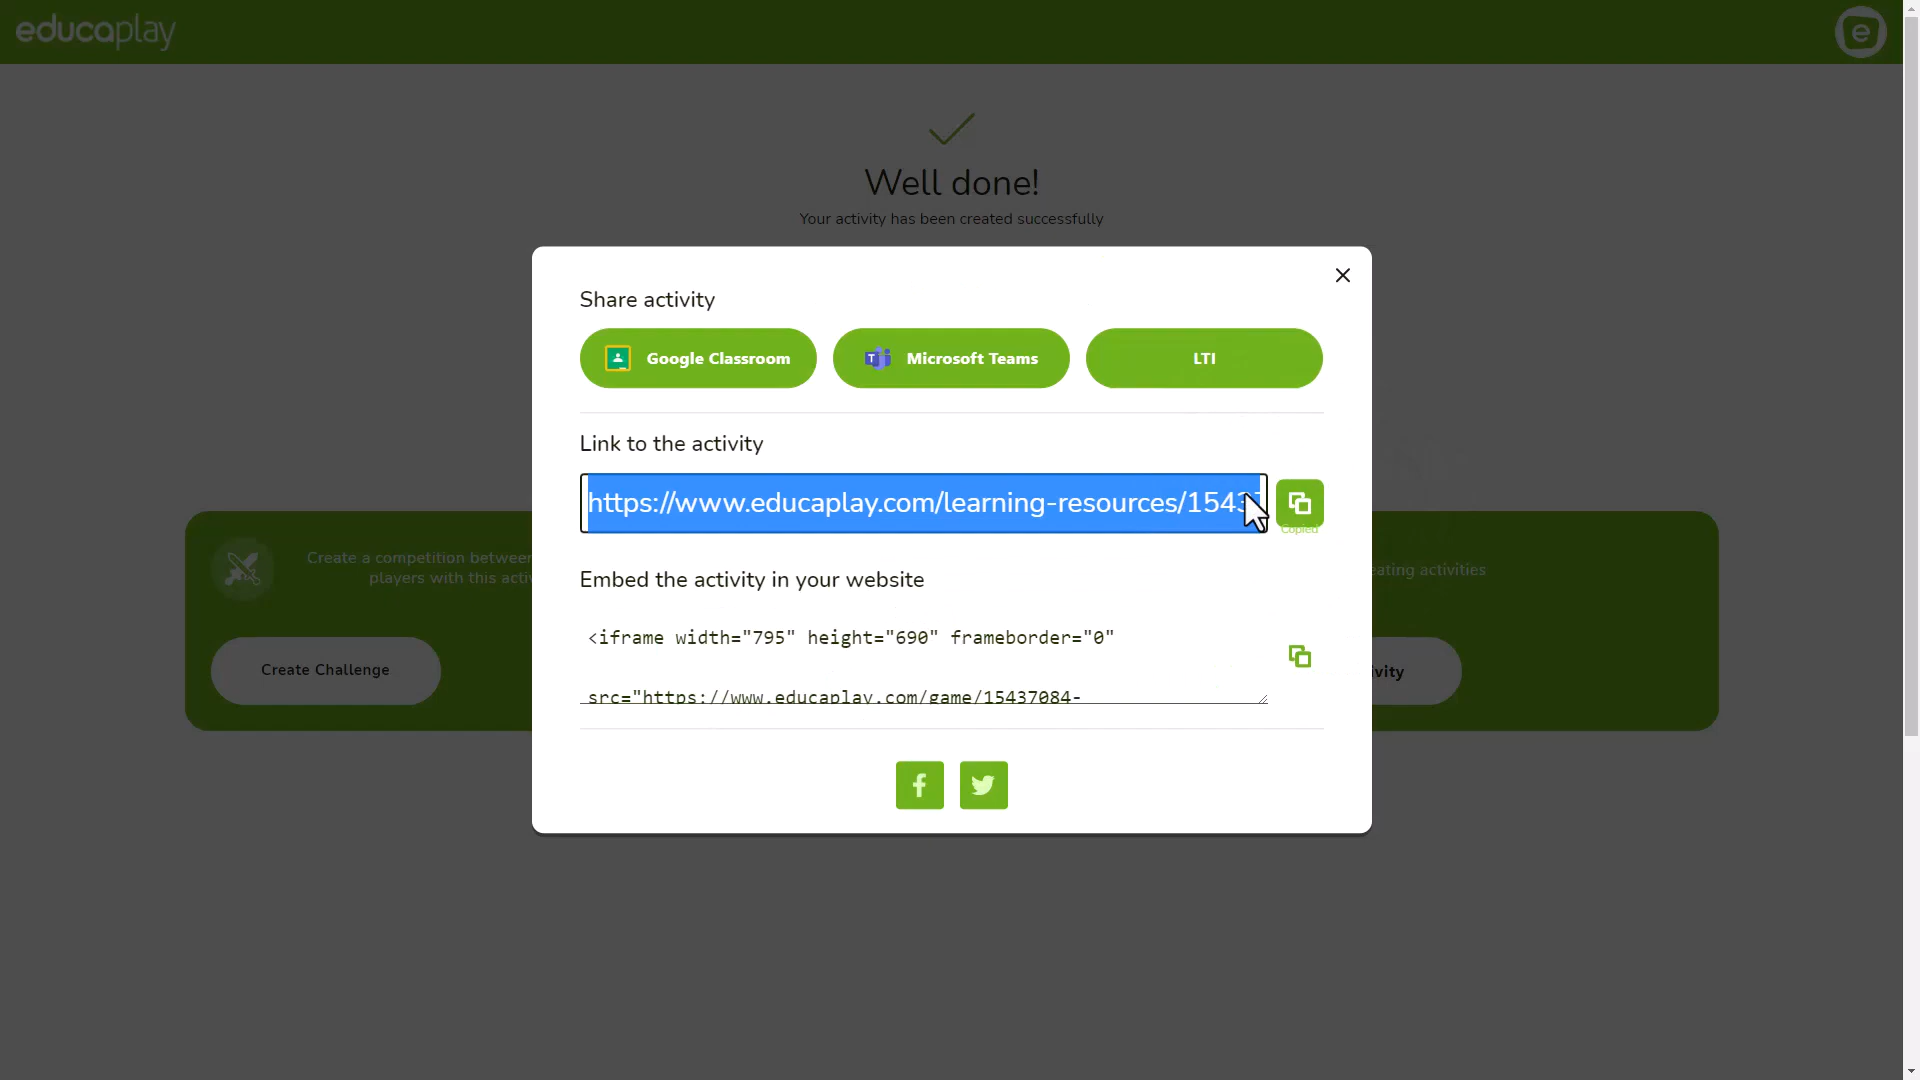 educaplay
e
Well done!
Your activity has been created successfully
Share activity
Google Classroom
Microsoft Teams
LTI
Link to the activity
https://www.educaplay.com/learning-resources/1543
Copied
Embed the activity in your website
<iframe width="795" height="690" frameborder="0"
src="https://www.educaplay.com/game/15437084-
Create a competition between
players with this activ
Create Challenge
eating activities
ivity